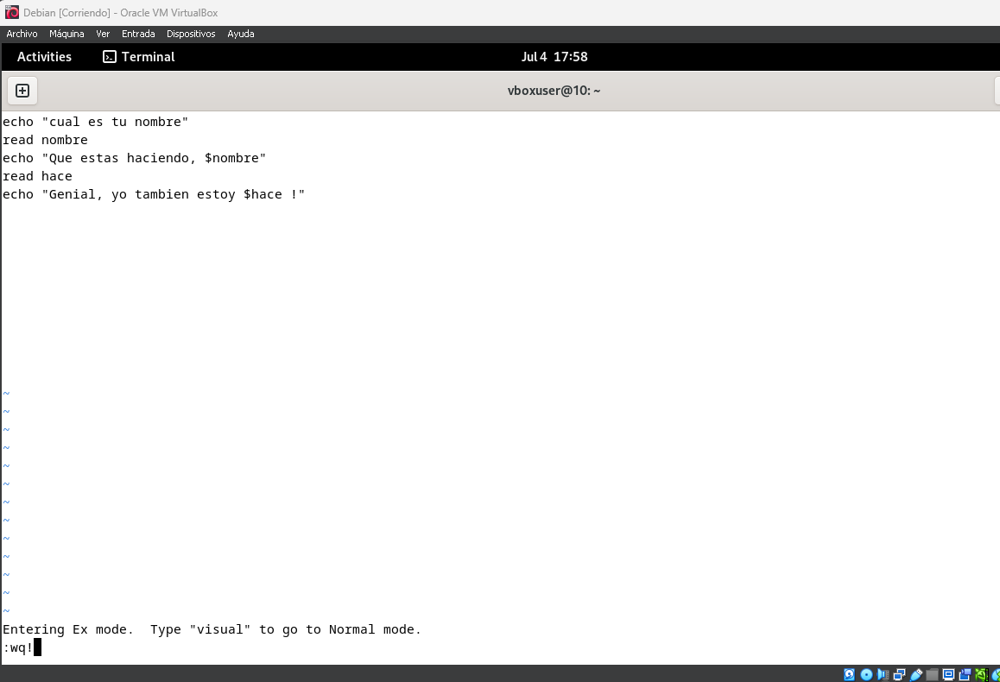 Debian [Corriendo] - Oracle VM VirtualBox
Archivo Máquina Ver Entrada Dispositivos Ayuda
Activities Terminal Jul 4 17:58
vboxuser@10: ~
echo "cual es tu nombre"
read nombre
echo "Que estas haciendo, $nombre"
read hace
echo "Genial, yo tambien estoy $hace !"
~
~
~
~
~
~
~
~
~
~
~
~
~
Entering Ex mode.  Type "visual" to go to Normal mode.
:wq!